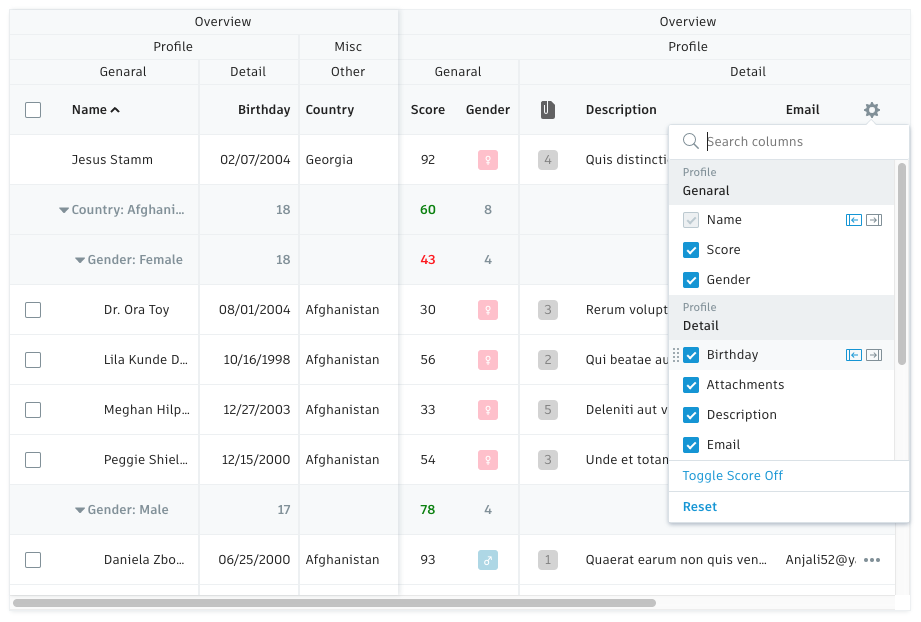 Overview Overview
Profile Misc Profile
Genaral Detail Other Genaral Detail
Name Birthday Country Score Gender Description Email
Search columns
Jesus Stamm 02/07/2004 Georgia 92 4 Quis distincti
Profile
Genaral
Country: Afghani... 18 60 8
Name
Score
Gender: Female 18 43 4
Gender
Dr. Ora Toy 08/01/2004 Afghanistan 30 3 Rerum volupt
Profile
Detail
Lila Kunde D... 10/16/1998 Afghanistan 56 2 Qui beatae au
Birthday
Attachments
Meghan Hilp... 12/27/2003 Afghanistan 33 5 Deleniti aut v
Description
Email
Peggie Shiel... 12/15/2000 Afghanistan 54 3 Unde et totam
Toggle Score Off
Reset
Gender: Male 17 78 4
Daniela Zbo... 06/25/2000 Afghanistan 93 1 Quaerat earum non quis ven... Anjali52@y